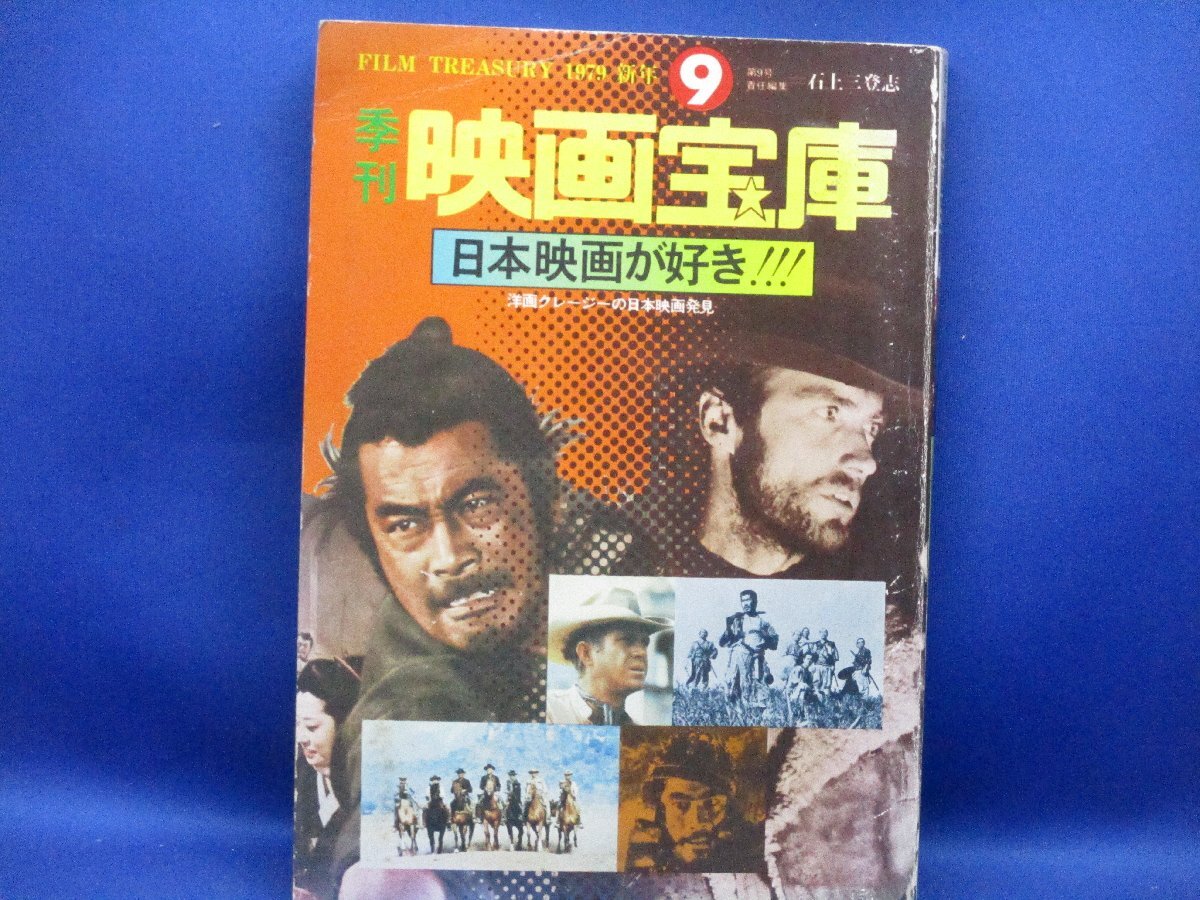 FILM TREASURY 1979 新年
9
第9号
責任編集 石上三登志
季刊
映画宝庫
日本映画が好き!!!
洋画クレージーの日本映画発見